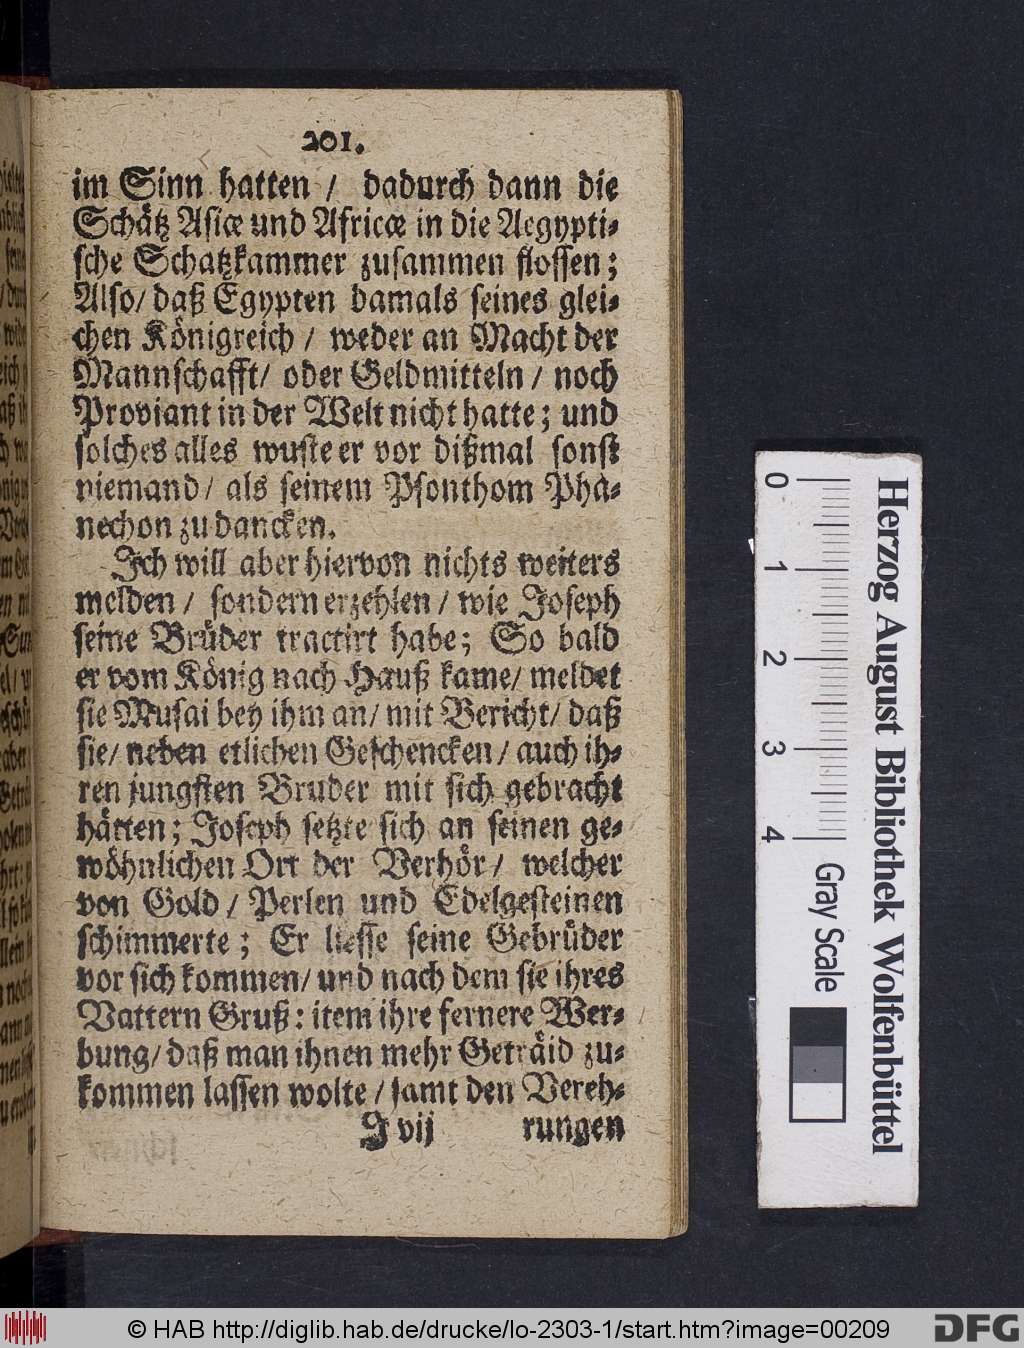 201.
im Sinn hatten / dadurch dann die
Schätz Asiæ und Africæ in die Aegypti-
sche Schatzkammer zusammen flossen;
Also/ daß Egypten damals seines glei-
chen Königreich / weder an Macht der
Mannschafft/ oder Geldmitteln / noch
Proviant in der Welt nicht hatte; und
solches alles wuste er vor dißmal sonst
niemand/ als seinem Psonthom Pha-
nechon zu dancken.
Ich will aber hiervon nichts weiters
melden / sondern erzehlen / wie Joseph
seine Brüder tractirt habe; So bald
er vom König nach Hauß kame/ meldet
sie Musai bey ihm an/ mit Bericht/ daß
sie/ neben etlichen Geschencken / auch ih-
ren jungsten Bruder mit sich gebracht
hätten; Joseph setzte sich an seinen ge-
wöhnlichen Ort der Verhör / welcher
von Gold / Perlen und Edelgesteinen
schimmerte; Er liesse seine Gebrüder
vor sich kommen/ und nach dem sie ihres
Vattern Gruß: item ihre fernere Wer-
bung/ daß man ihnen mehr Geträid zu-
kommen lassen wolte / samt den Vereh-
J vij rungen
Herzog August Bibliothek Wolfenbüttel
0 1 2 3 4
Gray Scale
© HAB http://diglib.hab.de/drucke/lo-2303-1/start.htm?image=00209
DFG